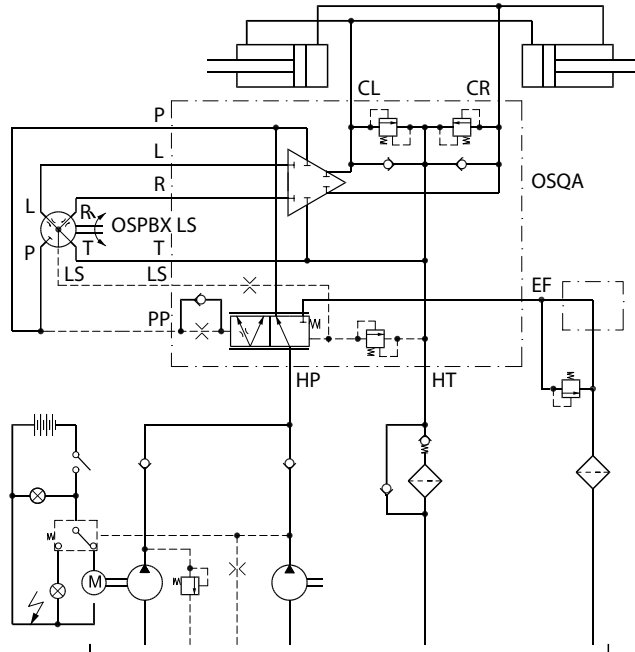 CL CR
P
L
OSQA
R
L R
OSPBX LS
P T T
LS LS
EF
PP
HP HT
M